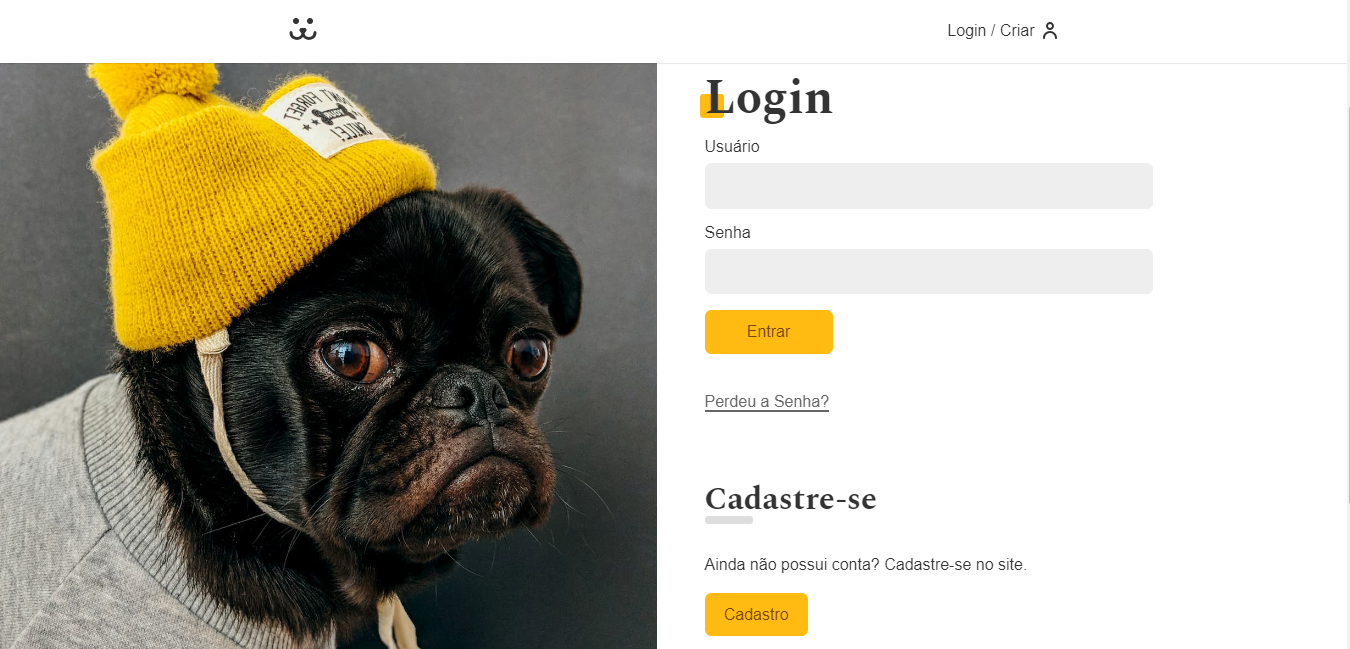 Login / Criar
DON'T FORGET
SMILE!
Login
Usuário
Senha
Entrar
Perdeu a Senha?
Cadastre-se
Ainda não possui conta? Cadastre-se no site.
Cadastro